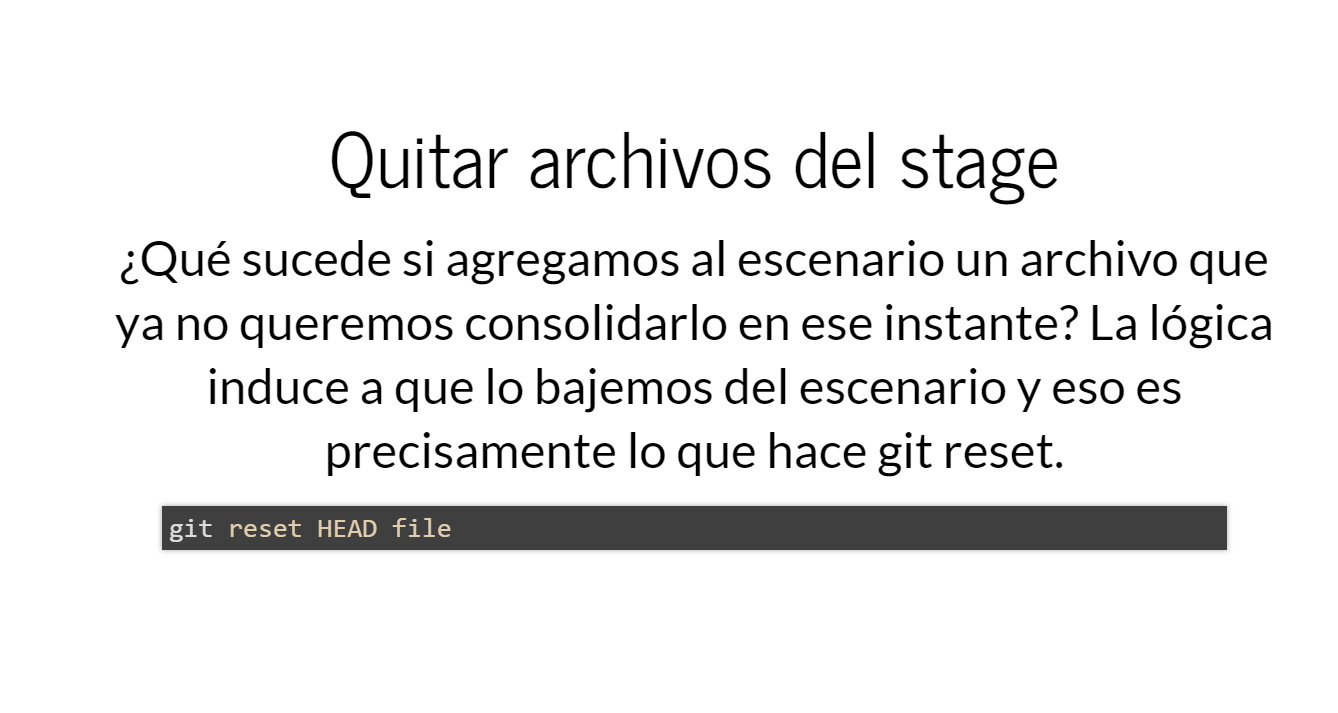 Quitar archivos del stage
¿Qué sucede si agregamos al escenario un archivo que
ya no queremos consolidarlo en ese instante? La lógica
induce a que lo bajemos del escenario y eso es
precisamente lo que hace git reset.
git reset HEAD file